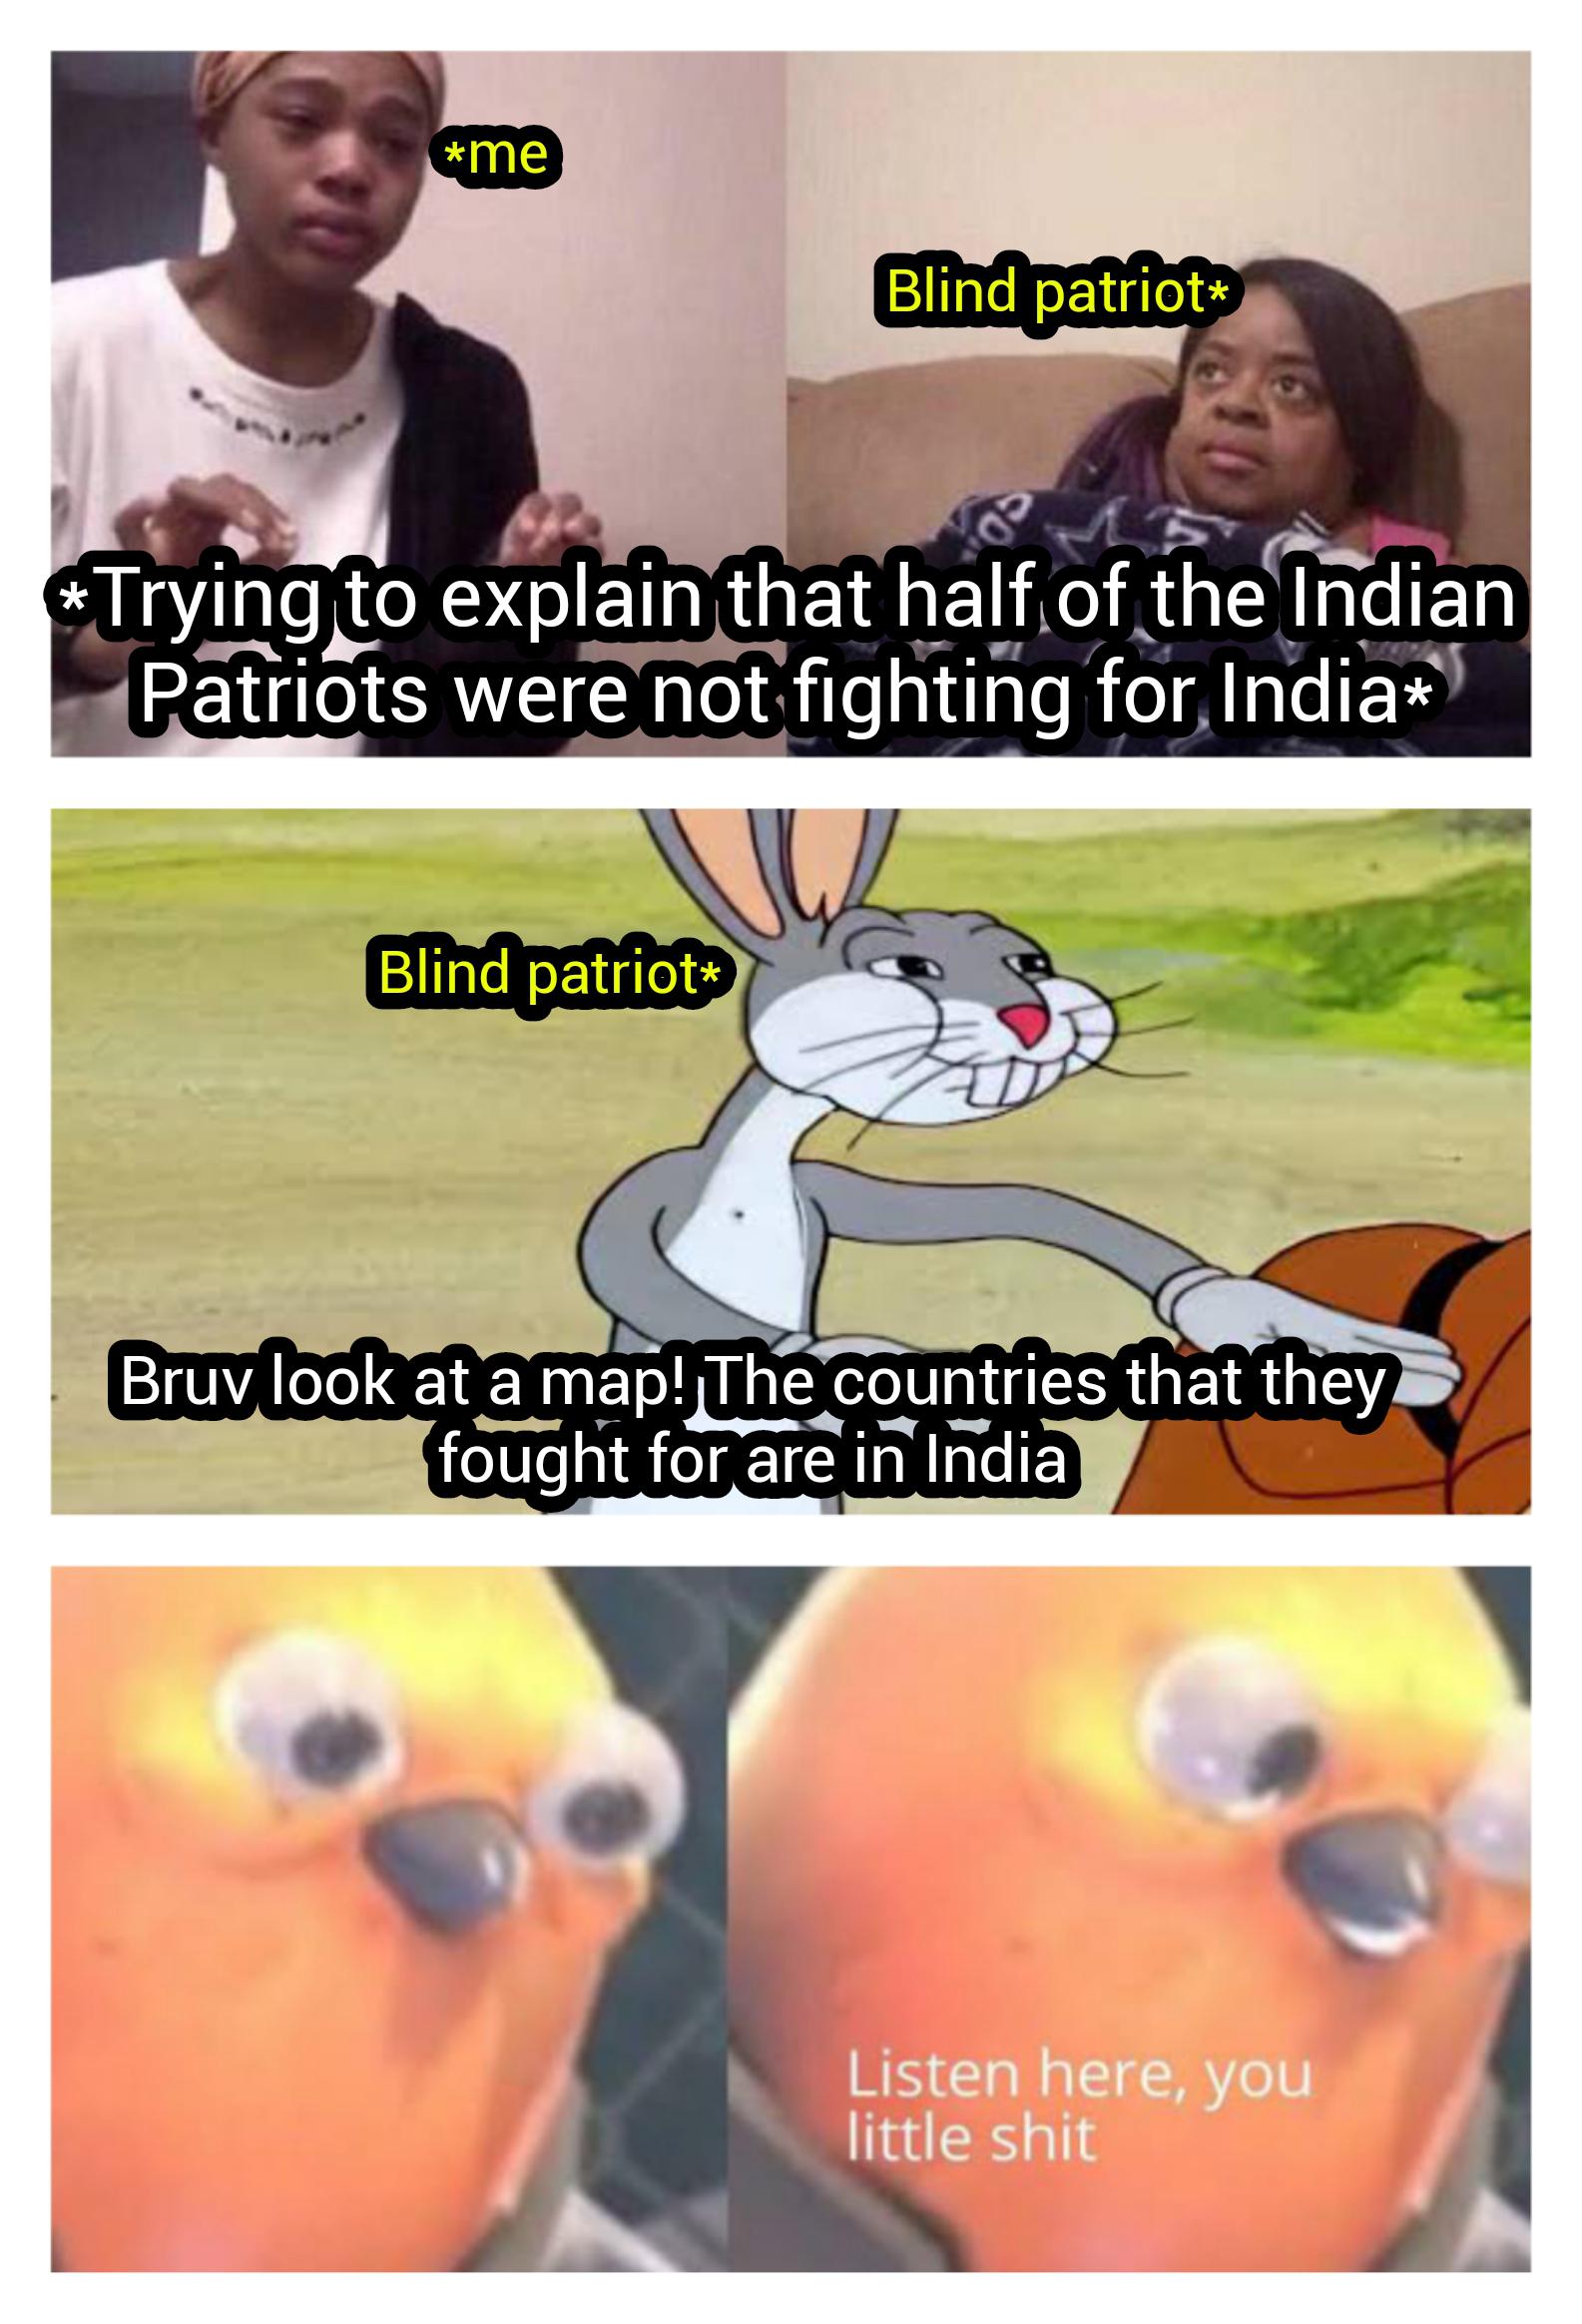 *me
Blind patriot*
*Trying to explain that half of the Indian
Patriots were not fighting for India*
Blind patriot*
Bruv look at a map! The countries that they
fought for are in India
Listen here, you
little shit